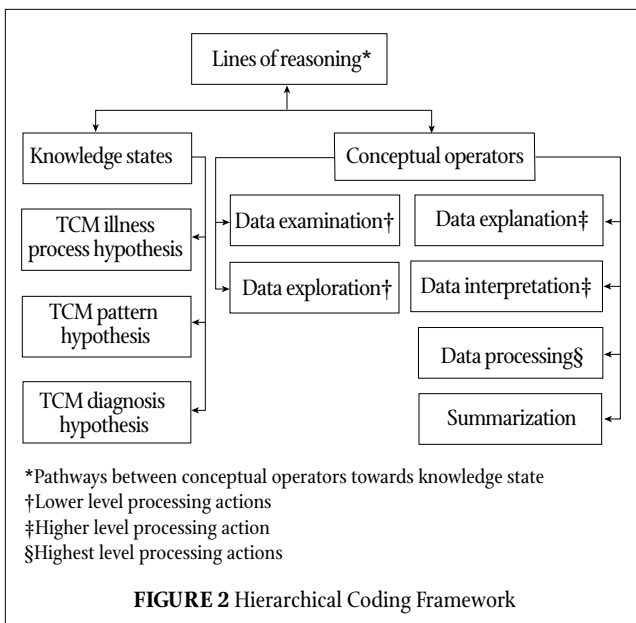 Lines of reasoning*
Knowledge states
Conceptual operators
TCM illness
process hypothesis
TCM pattern
hypothesis
TCM diagnosis
hypothesis
Data examination†
Data exploration†
Data explanation‡
Data interpretation‡
Data processing§
Summarization
*Pathways between conceptual operators towards knowledge state
†Lower level processing actions
‡Higher level processing action
§Highest level processing actions
FIGURE 2 Hierarchical Coding Framework